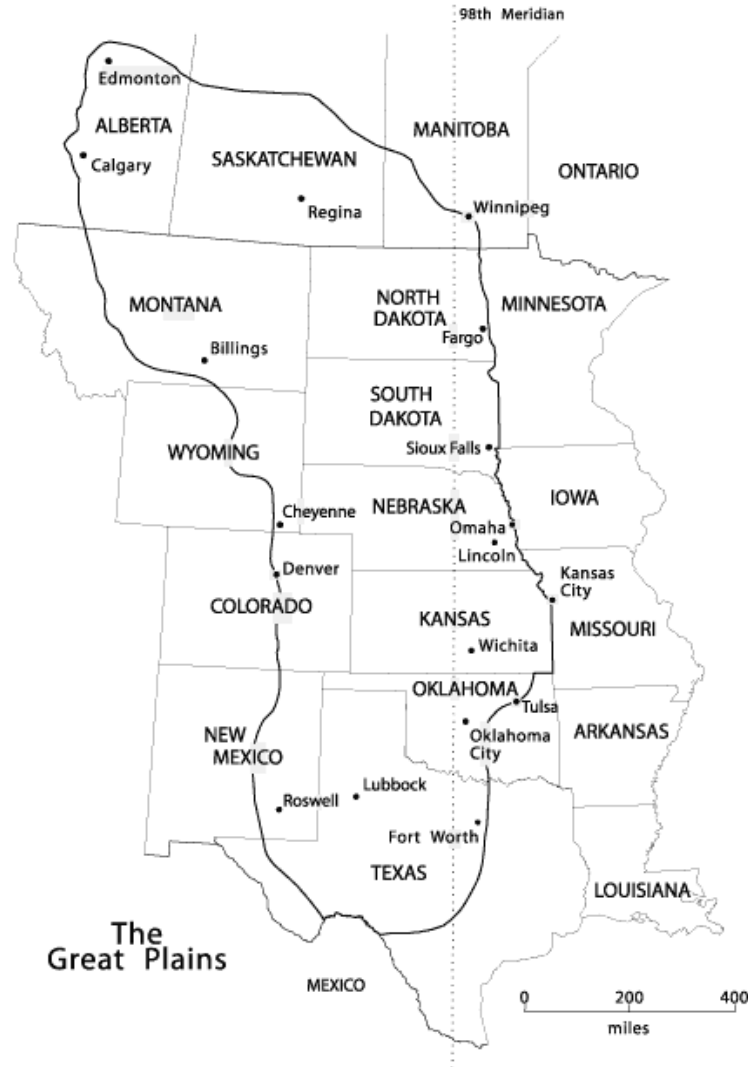 98th Meridian
Edmonton
ALBERTA
MANITOBA
Calgary
SASKATCHEWAN
ONTARIO
Regina
Winnipeg
MONTANA
NORTH
DAKOTA
MINNESOTA
Fargo
Billings
SOUTH
DAKOTA
WYOMING
Sioux Falls
NEBRASKA
IOWA
Cheyenne
Omaha
Lincoln
Denver
Kansas
City
COLORADO
KANSAS
MISSOURI
Wichita
OKLAHOMA
Tulsa
NEW
MEXICO
Oklahoma
City
ARKANSAS
Lubbock
Roswell
Fort Worth
TEXAS
LOUISIANA
The
Great Plains
MEXICO
0 200 400
miles